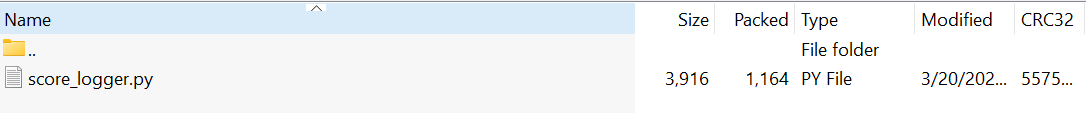 Name Size Packed Type Modified CRC32
.. File folder
score_logger.py 3,916 1,164 PY File 3/20/202... 5575...